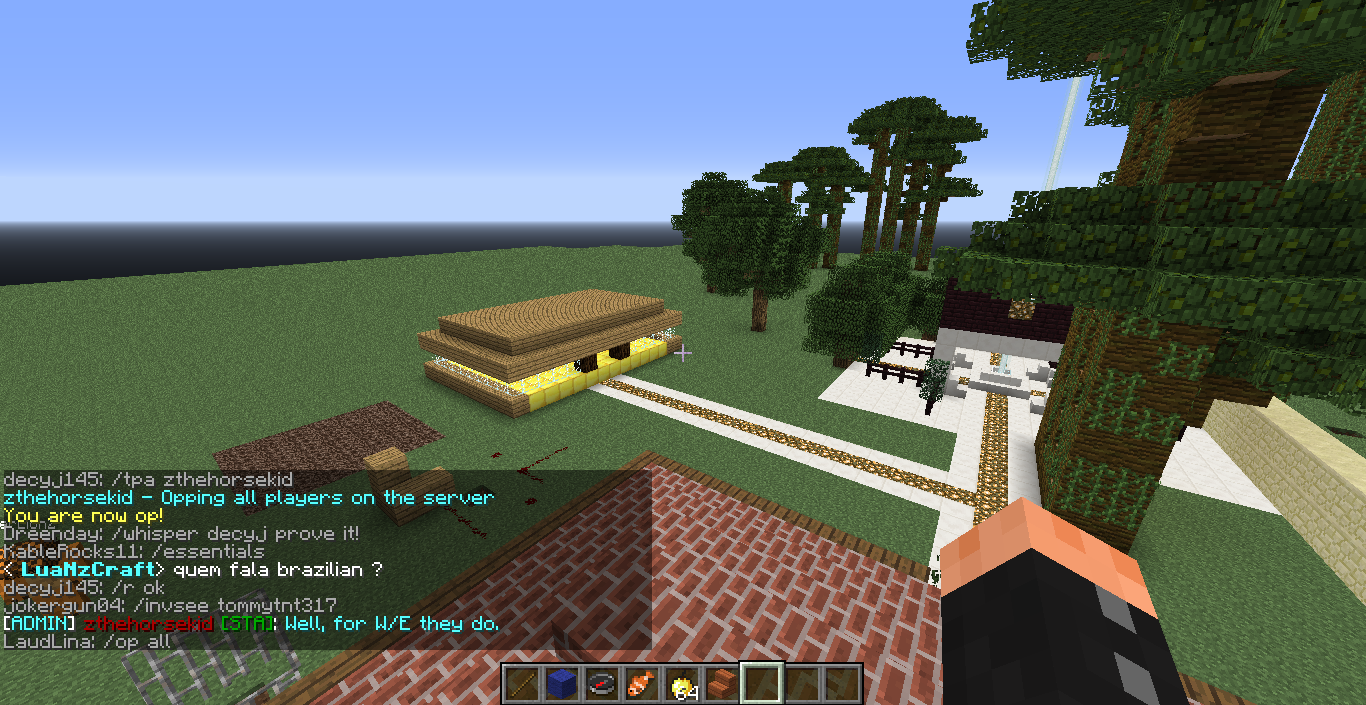 decyj145: /tpa zthehorsekid
zthehorsekid - Opping all players on the server
You are now op!
Dreenday: /whisper decyj prove it!
KableRocks11: /essentials
< LuaNzCraft> quem fala brazilian ?
decyj145: /r ok
jokergun04: /invsee tommytnt317
[ADMIN] zthehorsekid [STA]: Well, for W/E they do.
LaudLina: /op all
64